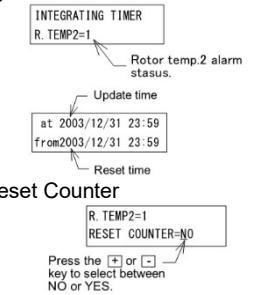 INTEGRATING TIMER
R. TEMP2=1
Rotor temp.2 alarm
stasus.
Update time
at 2003/12/31 23:59
from2003/12/31 23:59
Reset time
eset Counter
R. TEMP2=1
RESET COUNTER=NO
Press the + or -
key to select between
NO or YES.